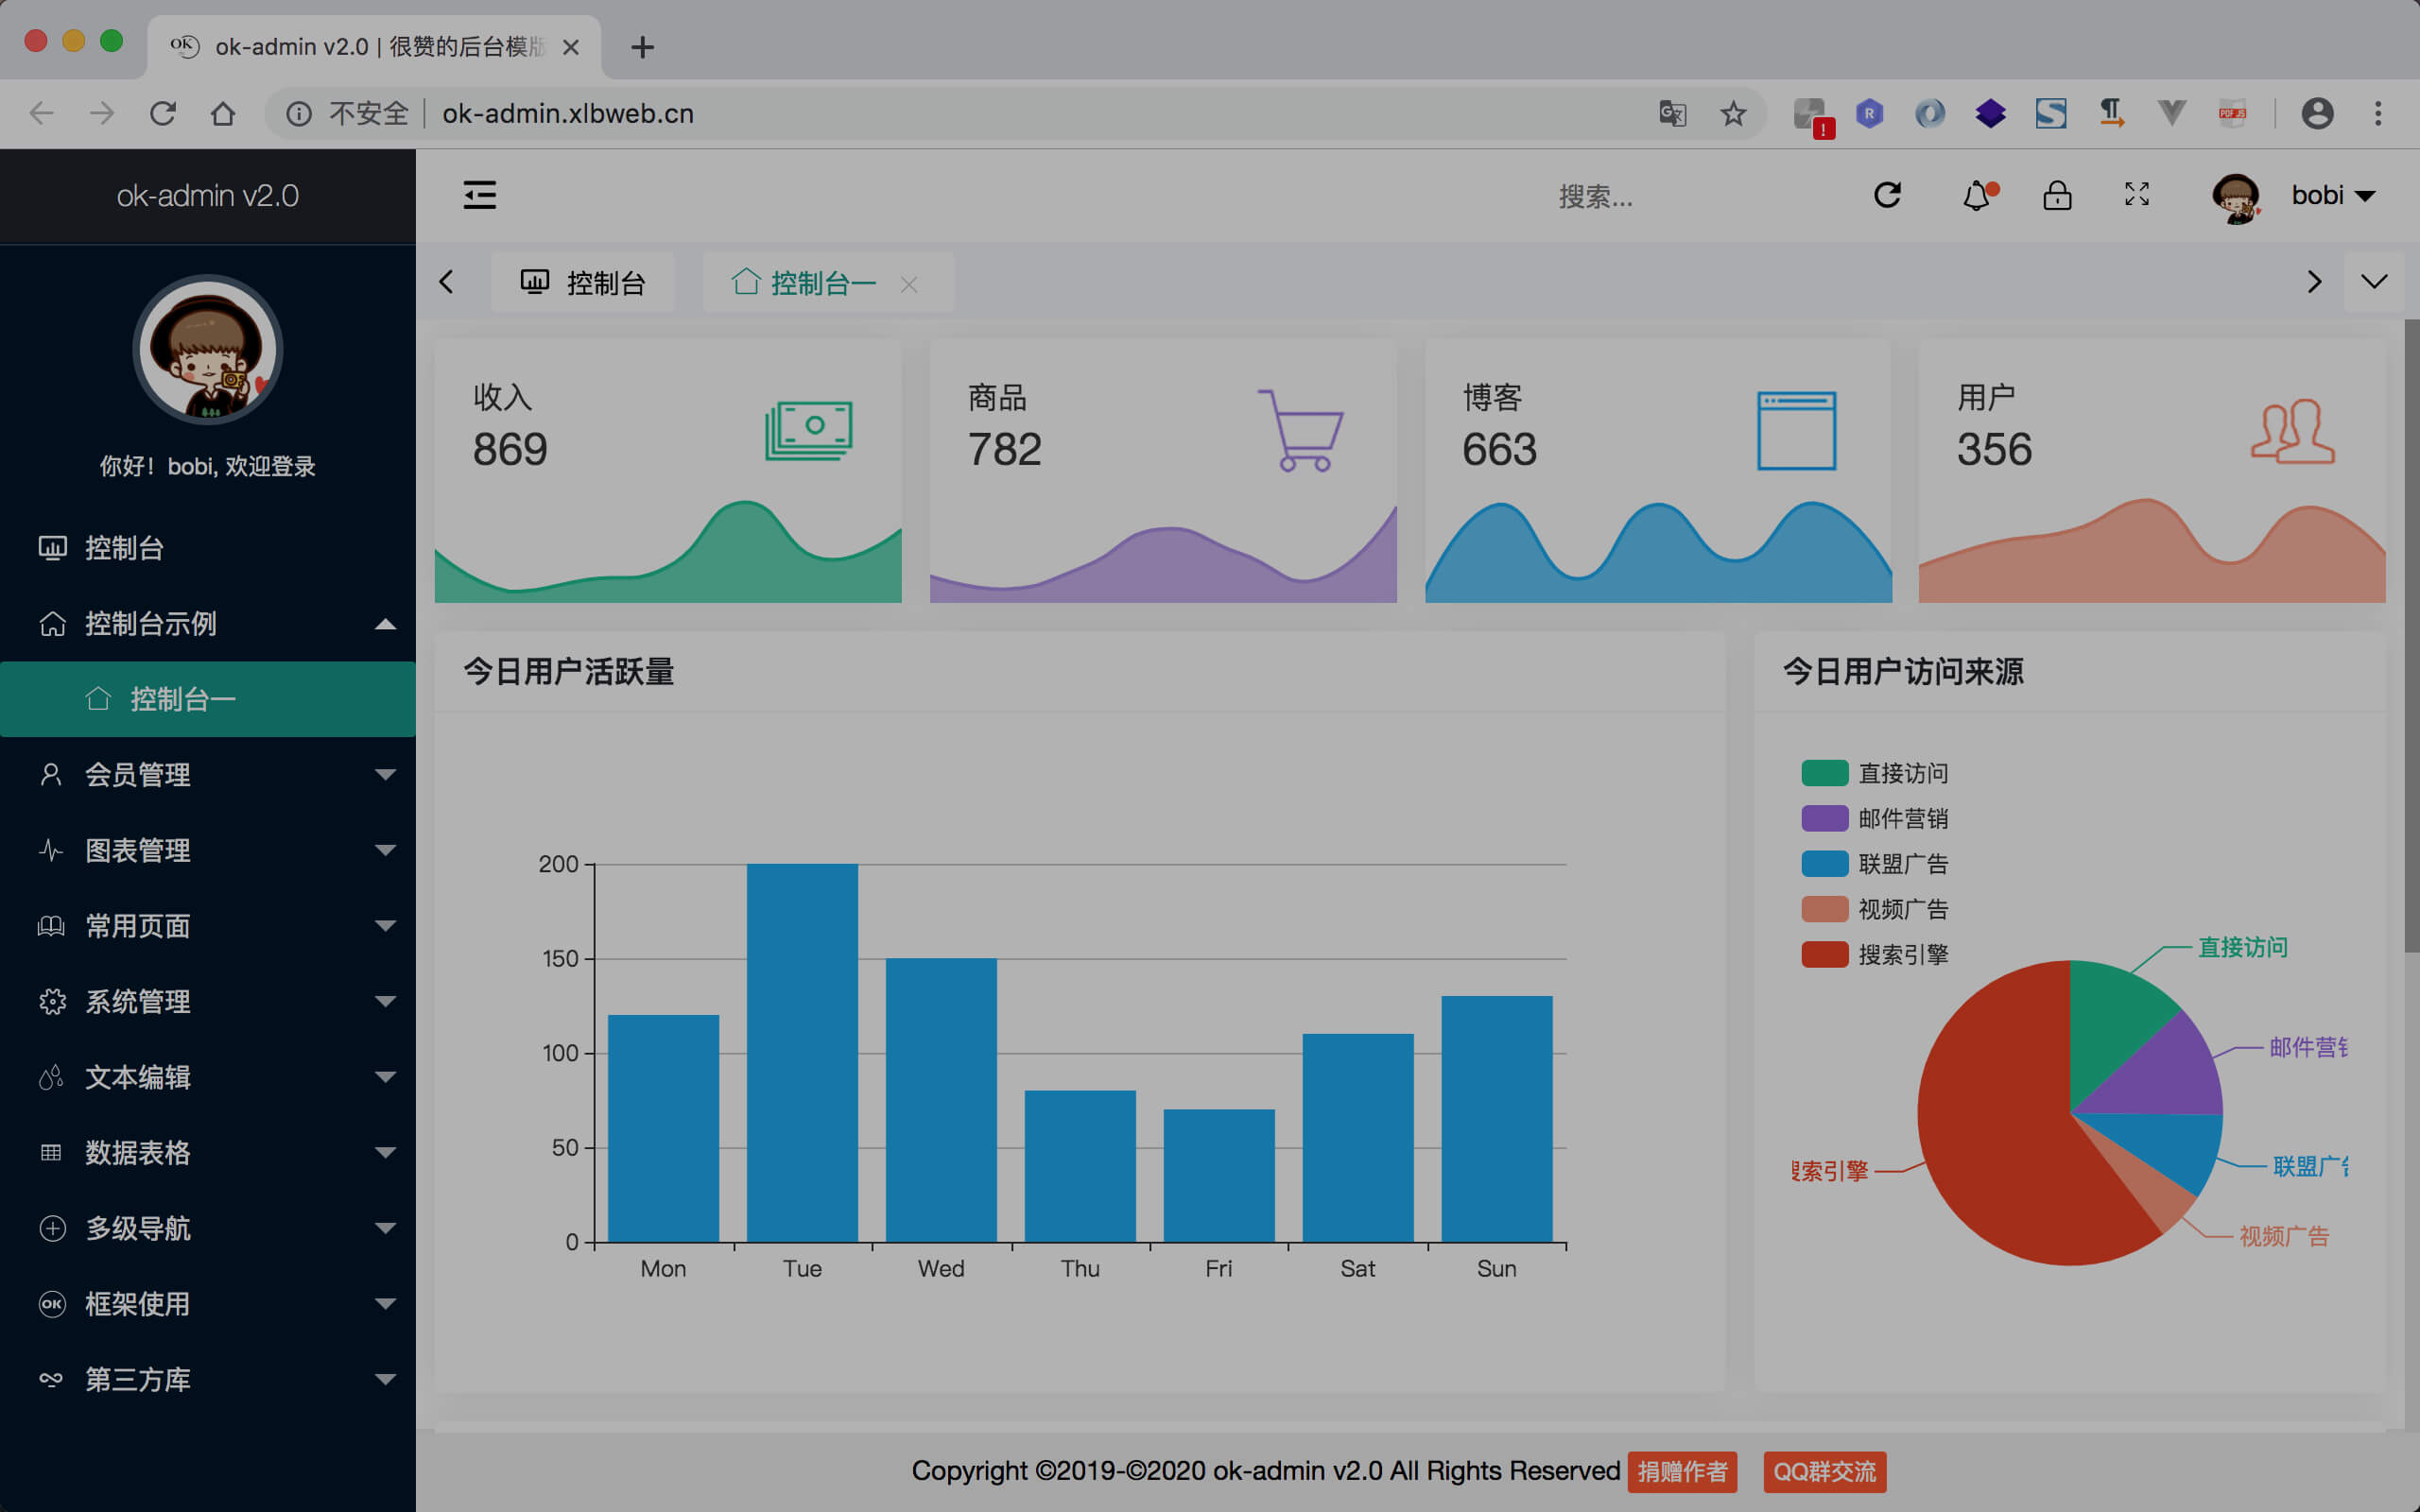 ok-admin v2.0 | 很赞的后台模版
不安全 ok-admin.xlbweb.cn
ok-admin v2.0
搜索...
bobi
控制台
控制台一
你好！bobi, 欢迎登录
控制台
控制台示例
控制台一
会员管理
图表管理
常用页面
系统管理
文本编辑
数据表格
多级导航
框架使用
第三方库
收入
869
商品
782
博客
663
用户
356
今日用户活跃量
200
150
100
50
0
Mon Tue Wed Thu Fri Sat Sun
今日用户访问来源
直接访问
邮件营销
联盟广告
视频广告
搜索引擎
直接访问
邮件营销
联盟广告
搜索引擎
视频广告
Copyright ©2019-©2020 ok-admin v2.0 All Rights Reserved 捐赠作者 QQ群交流